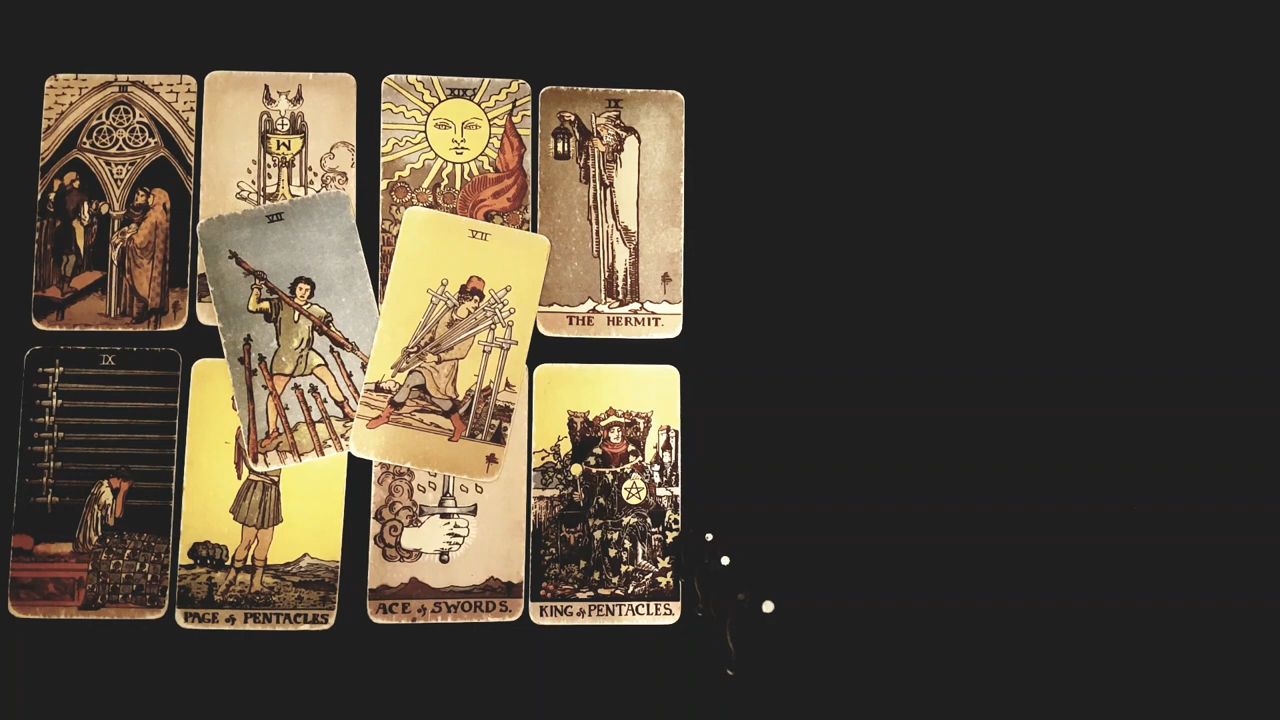 III
M
XIX
IX
THE HERMIT.
VII
VII
IX
PAGE of PENTACLES
ACE of SWORDS.
KING of PENTACLES.